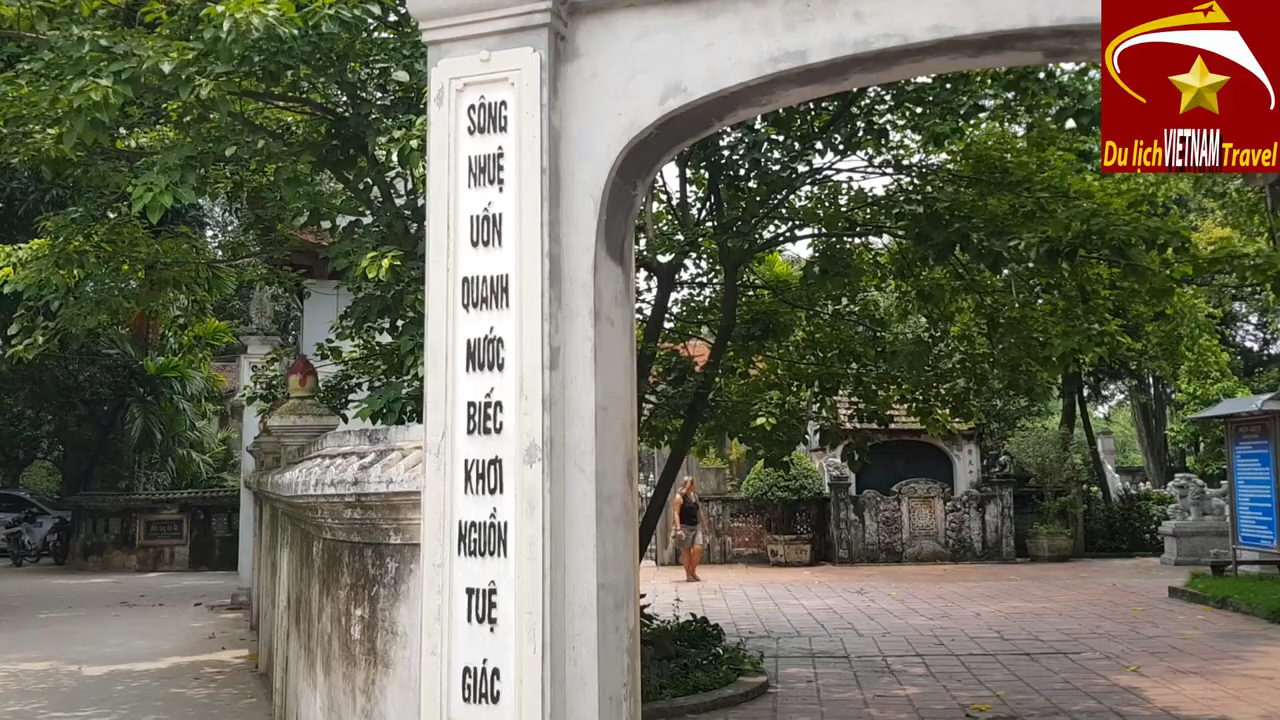 SÔNG
NHUỆ
UỐN
QUANH
NƯỚC
BIẾC
KHƠI
NGUỒN
TUỆ
GIÁC
Du lịch VIETNAM Travel